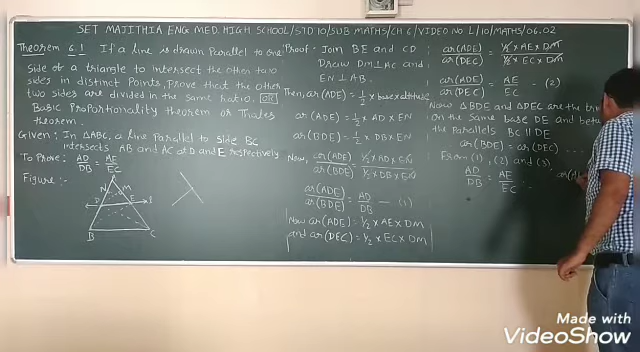 SET MAJITHIA ENG MED. HIGH SCHOOL/STD 10/SUB MATHS/CH 6/VIDEO NO L/10/MATHS/06.02
Theorem 6.1 If a line is drawn Parallel to one
Side of a triangle to intersect the other two
sides in distinct Points, Prove that the other
two sides are divided in the same ratio. OR
Basic Proportionality theorem or Thales
theorem.
Given: In ΔABC, a line Parallel to side BC
intersects AB and AC at D and E respectively
To Prove: AD/DB = AE/EC
Figure:-
A
N M
D E
B C
Proof- Join BE and CD
Draw DM⊥AC and
EN⊥AB.
Then, ar(ADE) = 1/2 × base × altitude
ar(ADE) = 1/2 × AD × EN
ar(BDE) = 1/2 × DB × EN
Now, ar(ADE)/ar(BDE) = 1/2 × AD × EN / 1/2 × DB × EN
ar(ADE)/ar(BDE) = AD/DB — (1)
Now ar(ADE) = 1/2 × AE × DM
and ar(DEC) = 1/2 × EC × DM
ar(ADE)/ar(DEC) = 1/2 × AE × DM / 1/2 × EC × DM
ar(ADE)/ar(DEC) = AE/EC — (2)
Now ΔBDE and ΔDEC are the
on the same base DE and
the Parallels BC || DE
ar(BDE) = ar(DEC) ...
From (1), (2) and (3)
AD/DB = AE/EC
Made with
VideoShow